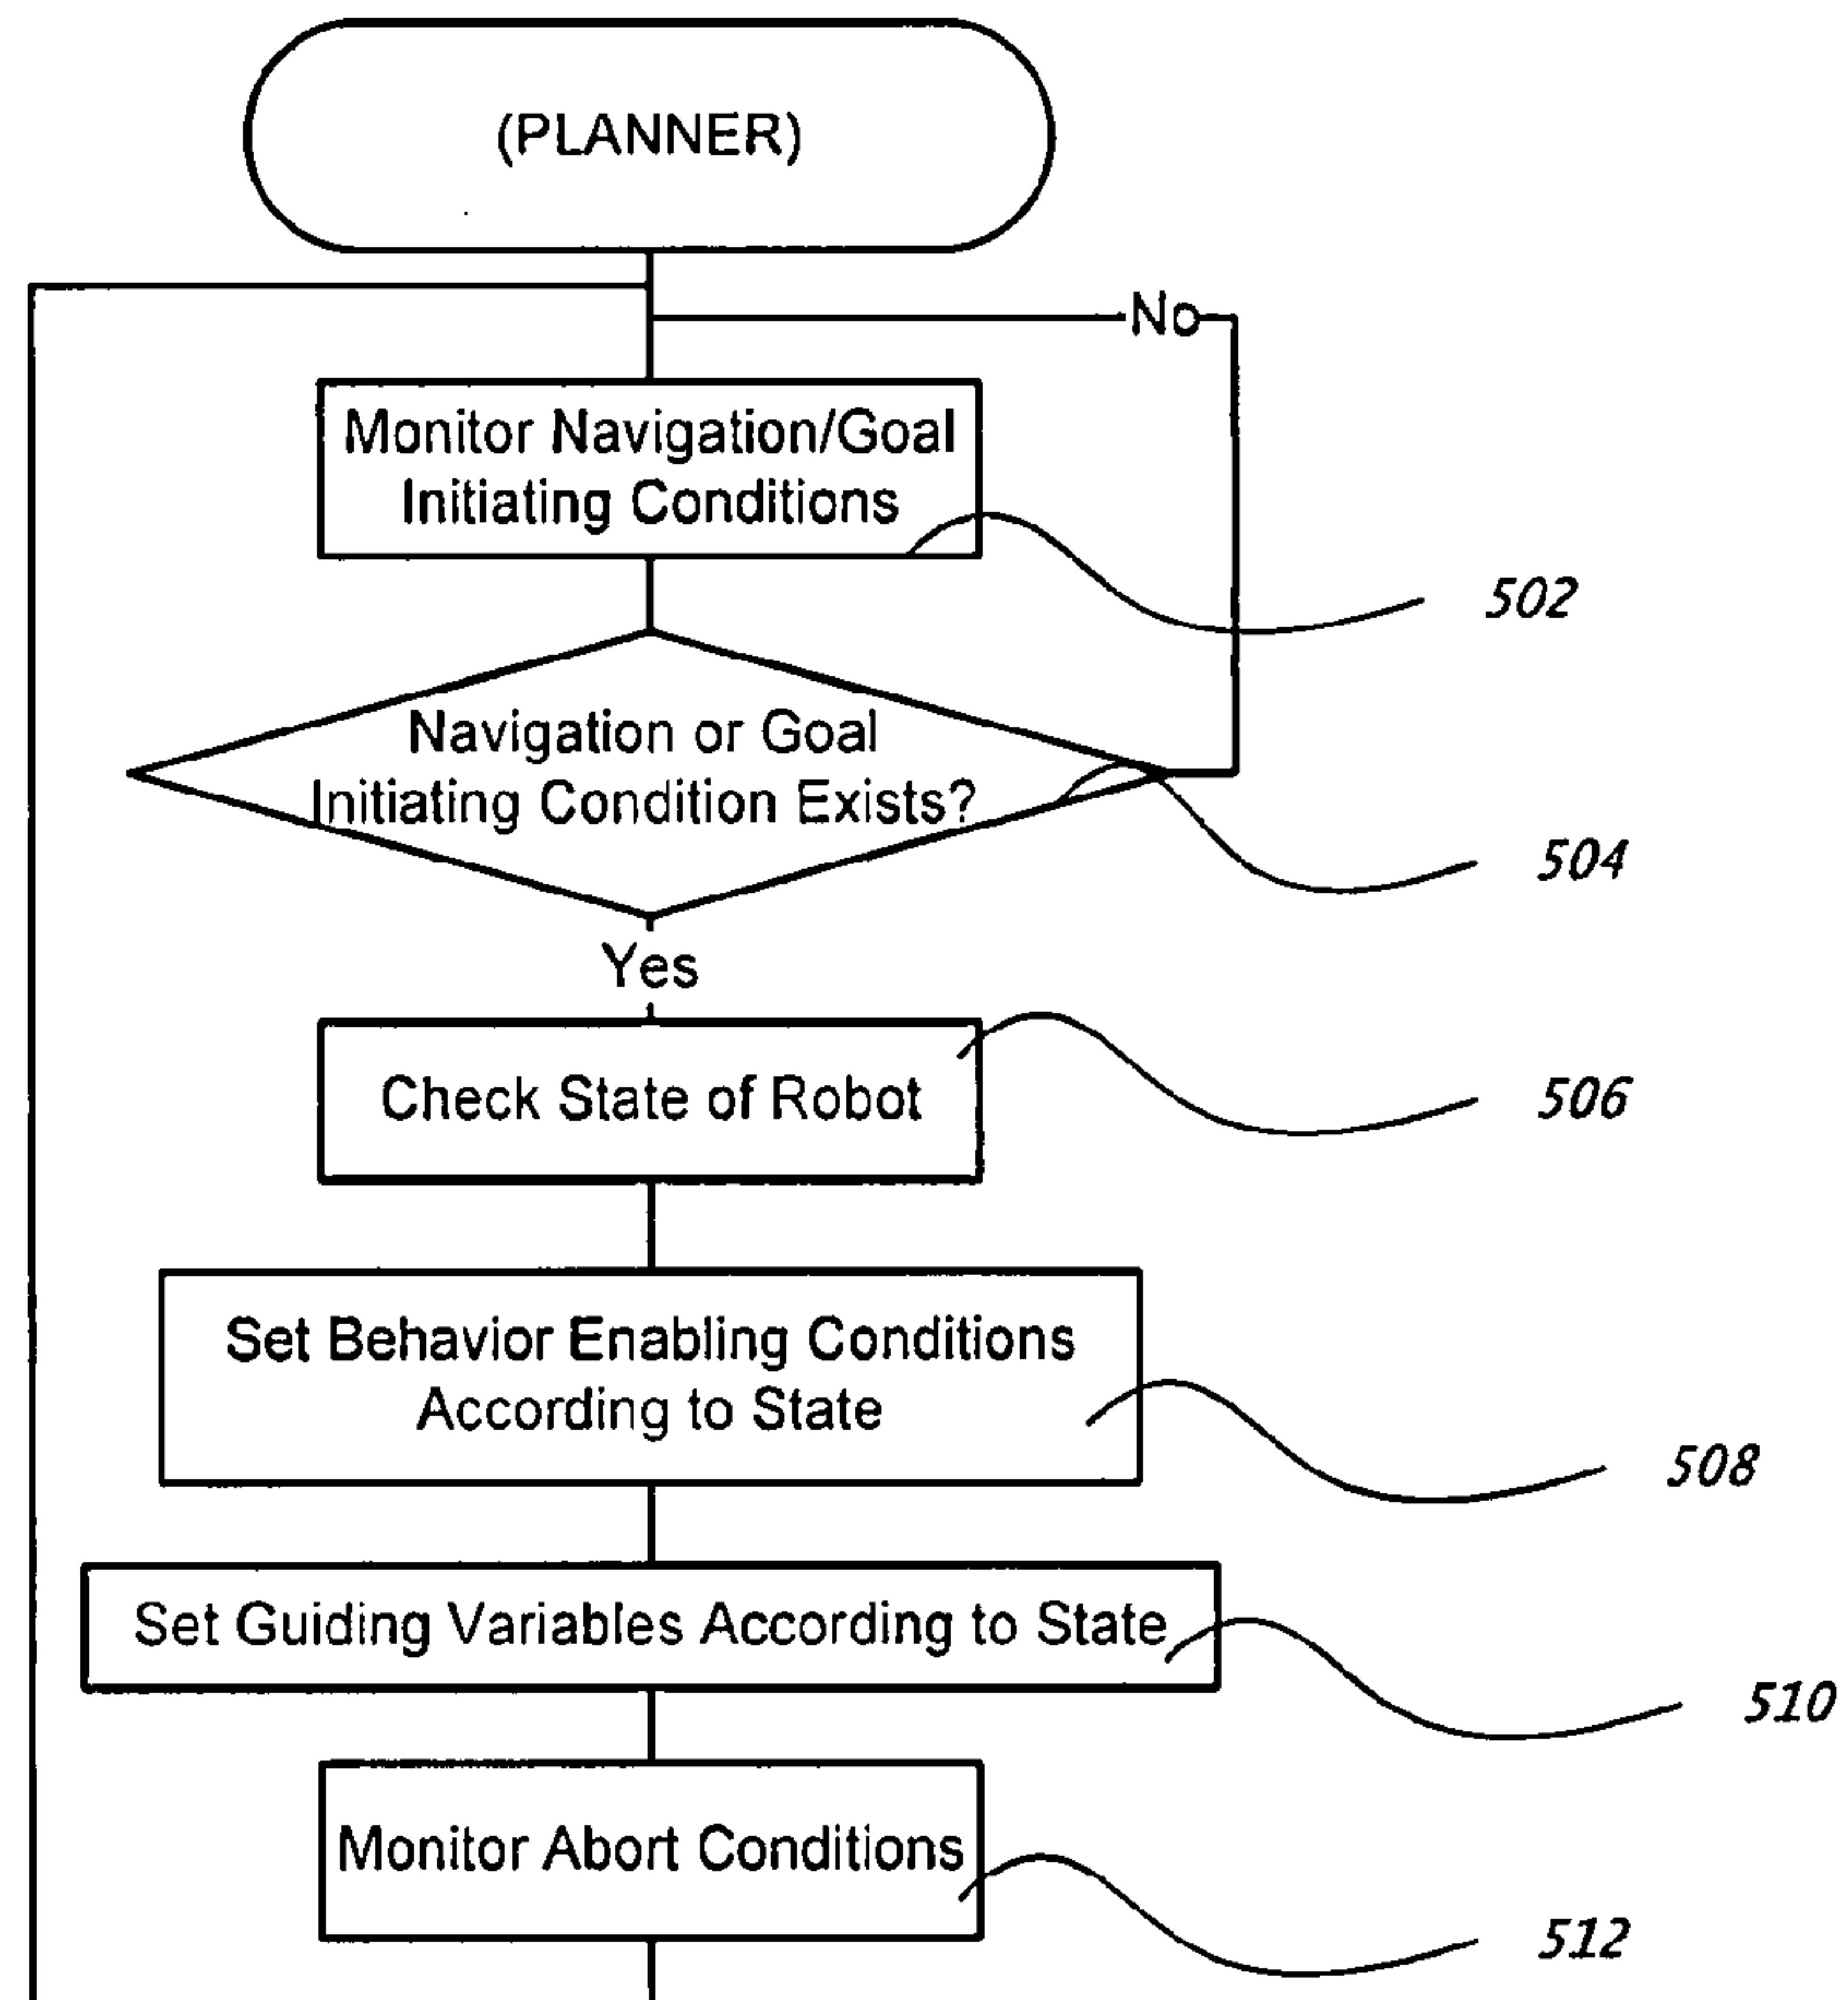 (PLANNER)
No
Monitor Navigation/Goal
Initiating Conditions
502
Navigation or Goal
Initiating Condition Exists?
504
Yes
Check State of Robot
506
Set Behavior Enabling Conditions
According to State
508
Set Guiding Variables According to State
510
Monitor Abort Conditions
512